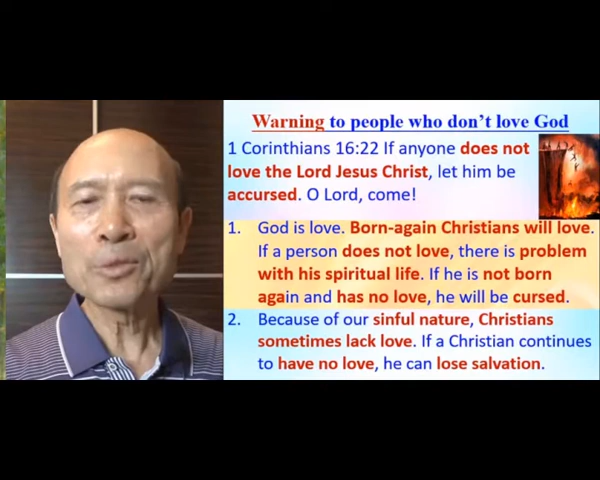 Warning to people who don't love God
1 Corinthians 16:22 If anyone does not
love the Lord Jesus Christ, let him be
accursed. O Lord, come!
1. God is love. Born-again Christians will love.
If a person does not love, there is problem
with his spiritual life. If he is not born
again and has no love, he will be cursed.
2. Because of our sinful nature, Christians
sometimes lack love. If a Christian continues
to have no love, he can lose salvation.